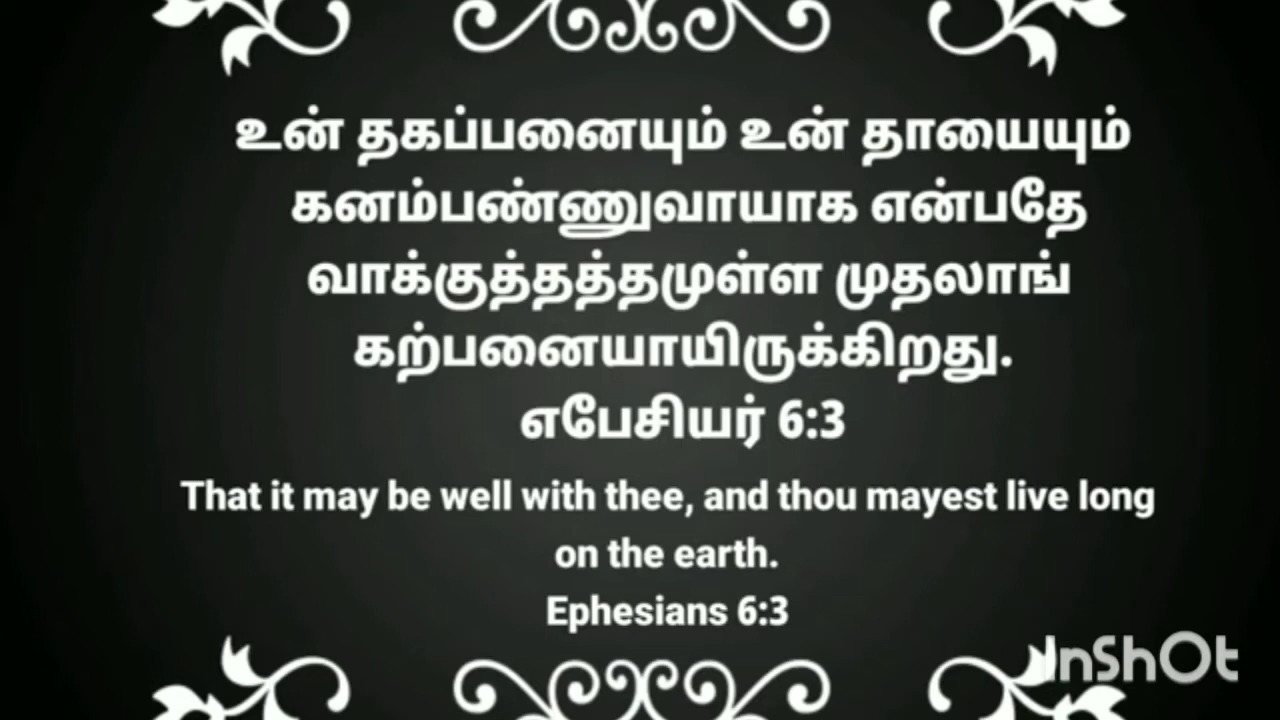 உன் தகப்பனையும் உன் தாயையும்
கனம்பண்ணுவாயாக என்பதே
வாக்குத்தத்தமுள்ள முதலாங்
கற்பனையாயிருக்கிறது.
எபேசியர் 6:3
That it may be well with thee, and thou mayest live long
on the earth.
Ephesians 6:3
InShOt